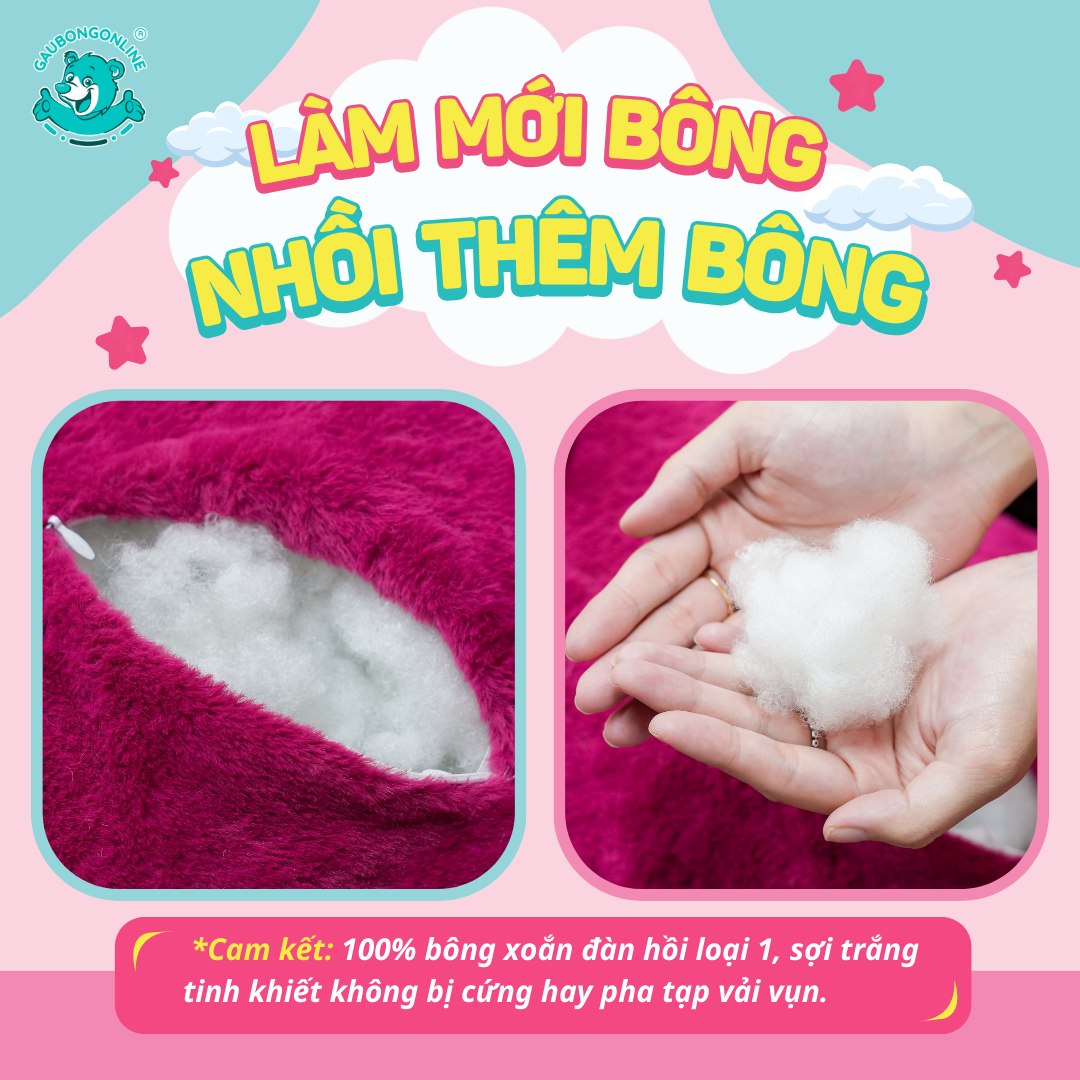 GAUBONGONLINE ®
LÀM MỚI BÔNG
NHỒI THÊM BÔNG
*Cam kết: 100% bông xoắn đàn hồi loại 1, sợi trắng
tinh khiết không bị cứng hay pha tạp vải vụn.